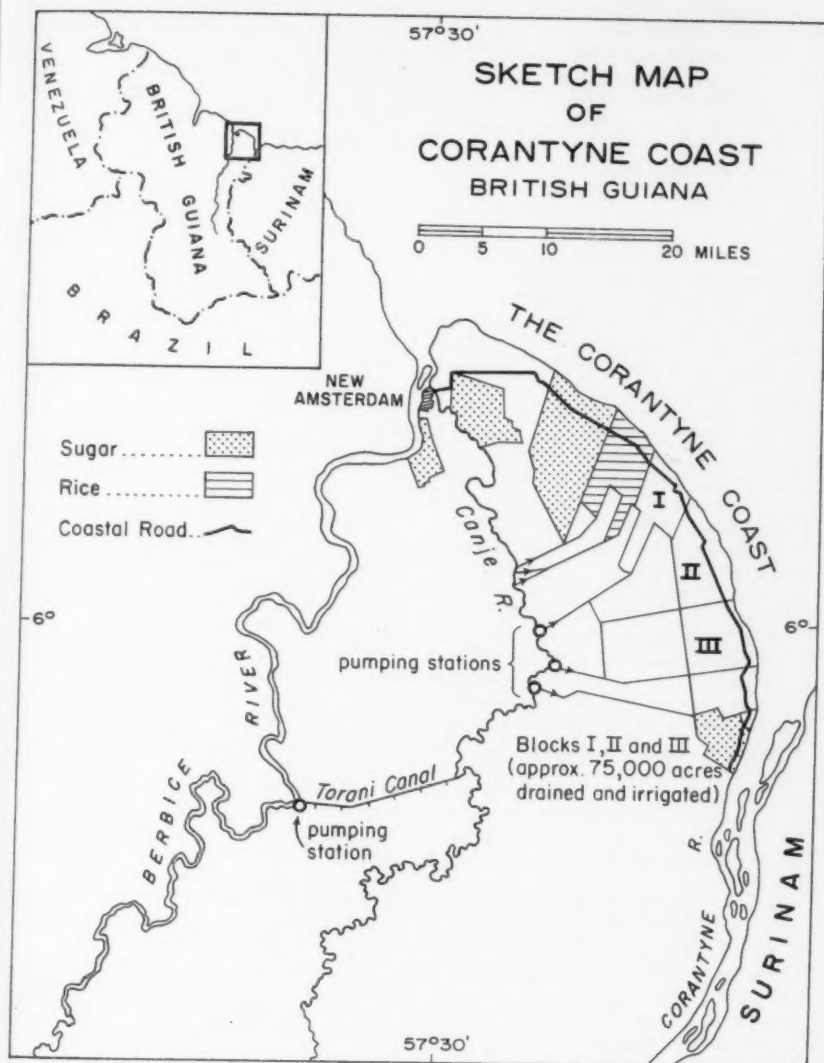 57°30'
SKETCH MAP
OF
CORANTYNE COAST
BRITISH GUIANA
0 5 10 20 MILES
VENEZUELA
BRITISH GUIANA
SURINAM
BRAZIL
THE CORANTYNE COAST
NEW
AMSTERDAM
Sugar
Rice
Coastal Road
I
II
III
Canje R.
6°
6°
pumping stations
RIVER
BERBICE
Torani Canal
pumping
station
Blocks I, II and III
(approx. 75,000 acres
drained and irrigated)
R.
CORANTYNE
SURINAM
57°30'